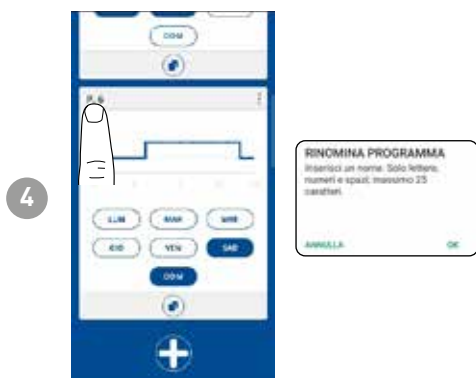 DOM
P. 6
LUN MAR MER
GIO VEN SAB
DOM
4
RINOMINA PROGRAMMA
Inserisci un nome. Solo lettere,
numeri e spazi, massimo 25
caratteri.
ANNULLA OK